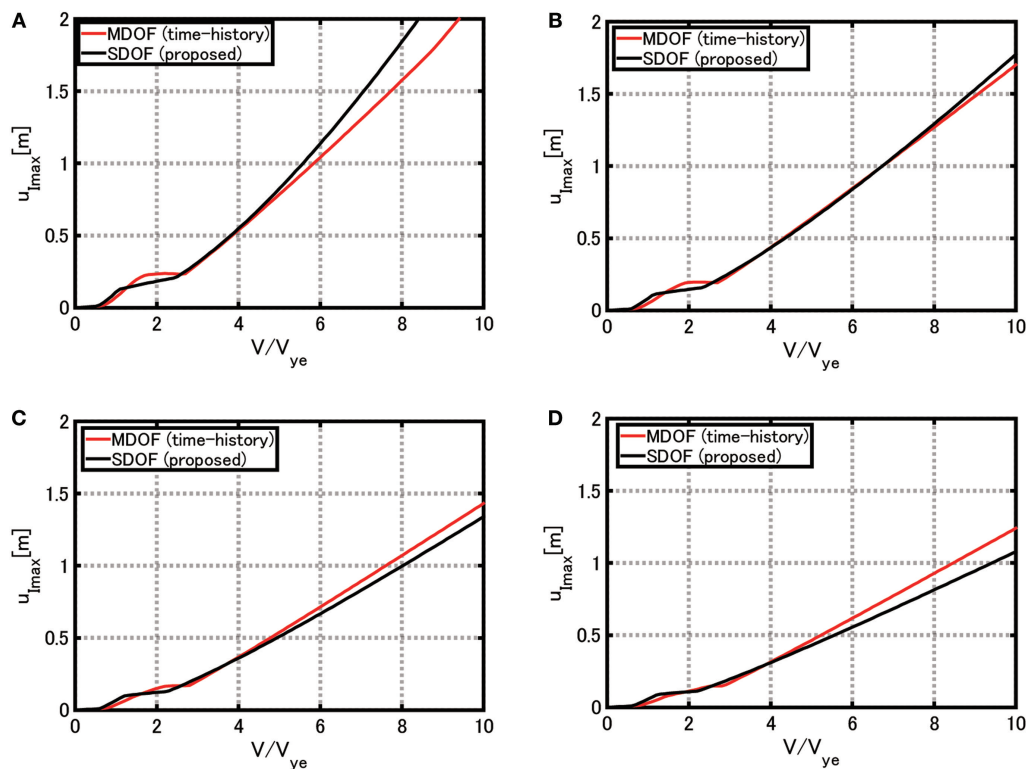 A
MDOF (time-history)
SDOF (proposed)
2
1.5
1
0.5
0
u_Imax[m]
0 2 4 6 8 10
V/V_ye
B
MDOF (time-history)
SDOF (proposed)
2
1.5
1
0.5
0
u_Imax[m]
0 2 4 6 8 10
V/V_ye
C
MDOF (time-history)
SDOF (proposed)
2
1.5
1
0.5
0
u_Imax[m]
0 2 4 6 8 10
V/V_ye
D
MDOF (time-history)
SDOF (proposed)
2
1.5
1
0.5
0
u_Imax[m]
0 2 4 6 8 10
V/V_ye